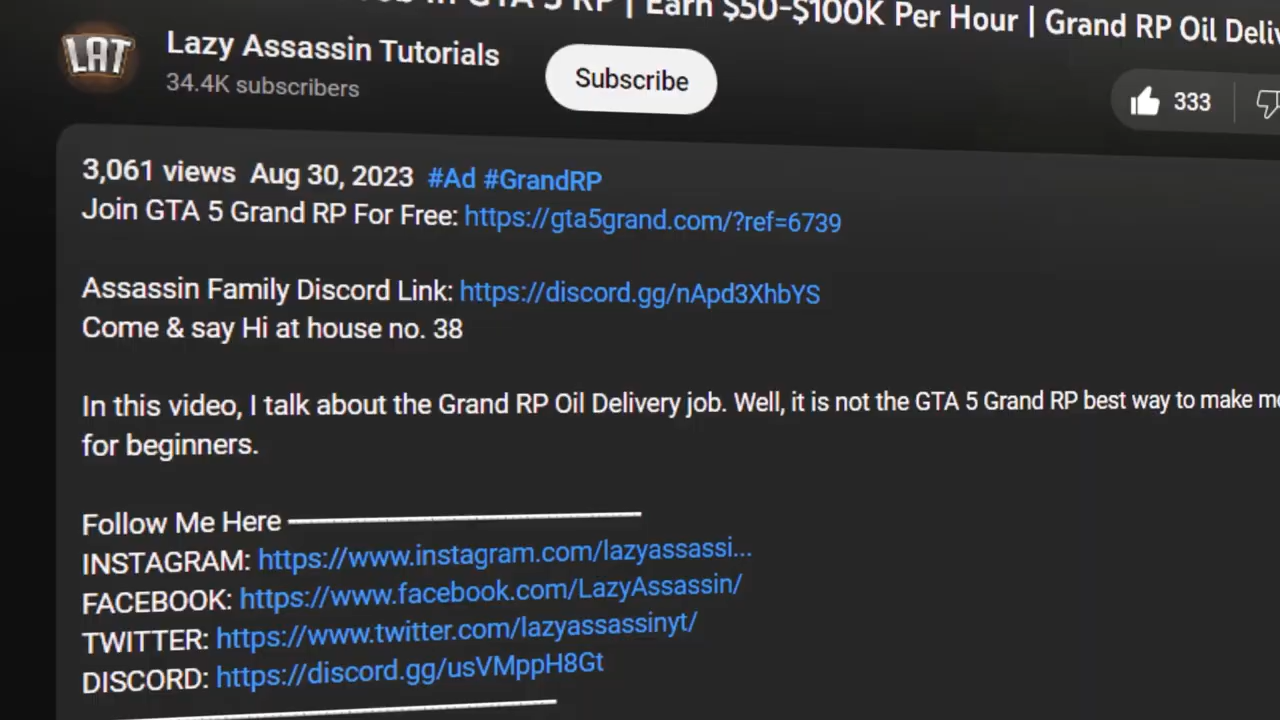 in GTA 5 RP | Earn $50-$100K Per Hour | Grand RP Oil
LAT
Lazy Assassin Tutorials
34.4K subscribers
Subscribe
333
3,061 views Aug 30, 2023 #Ad #GrandRP
Join GTA 5 Grand RP For Free: https://gta5grand.com/?ref=6739
Assassin Family Discord Link: https://discord.gg/nApd3XhbYS
Come & say Hi at house no. 38
In this video, I talk about the Grand RP Oil Delivery job. Well, it is not the GTA 5 Grand RP best way to make
for beginners.
Follow Me Here
INSTAGRAM: https://www.instagram.com/lazyassassi...
FACEBOOK: https://www.facebook.com/LazyAssassin/
TWITTER: https://www.twitter.com/lazyassassinyt/
DISCORD: https://discord.gg/usVMppH8Gt